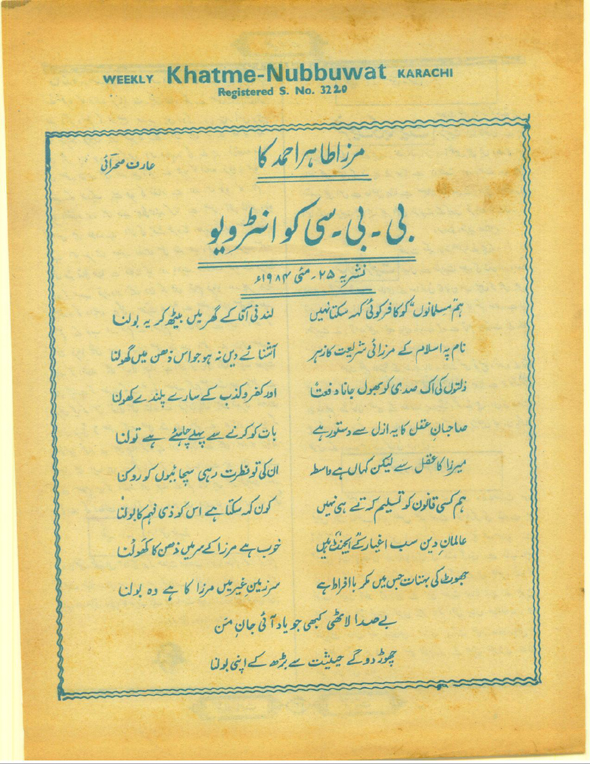 WEEKLY Khatme-Nubbuwat KARACHI
Registered S. No. 3220
مرزا طاہر احمد کا
عارف صحرائی
بی۔بی۔سی کو انٹرویو
نشریہ ۲۵۔مئی ۱۹۸۴ء
ہم مسلمانوں کو کافر کوئی کہہ سکتا نہیں لندنی آقا کے گھر میں بیٹھ کر یہ بولنا
نام پہ اسلام کے مرزائی شریعت کا زہر آشنائے دیں نہ ہو جو اس ذھن میں گھولنا
ذلتوں کی اک صدی کو بھول جانا دفعتاً اور کفر و کذب کے سارے پلندے کھولنا
صاحبانِ عقل کا یہ ازل سے دستور ہے بات کو کرنے سے پہلے چاہیئے ہے تولنا
میرزا کا عقل سے لیکن کہاں ہے واسطہ ان کی تو فطرت رہی سچائیوں کو روکنا
ہم کسی قانون کو تسلیم کرتے ہی نہیں کون کہہ سکتا ہے اس کو ذی فہم کا بولنا
عالمانِ دین سب اغیار کے ایجنٹ ہیں خوب ہے مرزا کے سر میں ذھن کا کھولنا
جھوٹ کی بہتات جس میں مکر با افراط ہے سرزمینِ غیر میں مرزا کا ہے وہ بولنا
بے صدا لاٹھی کبھی جو یاد آئی جانِ من
چھوڑ دو گے حیثیت سے بڑھ کے اپنی بولنا